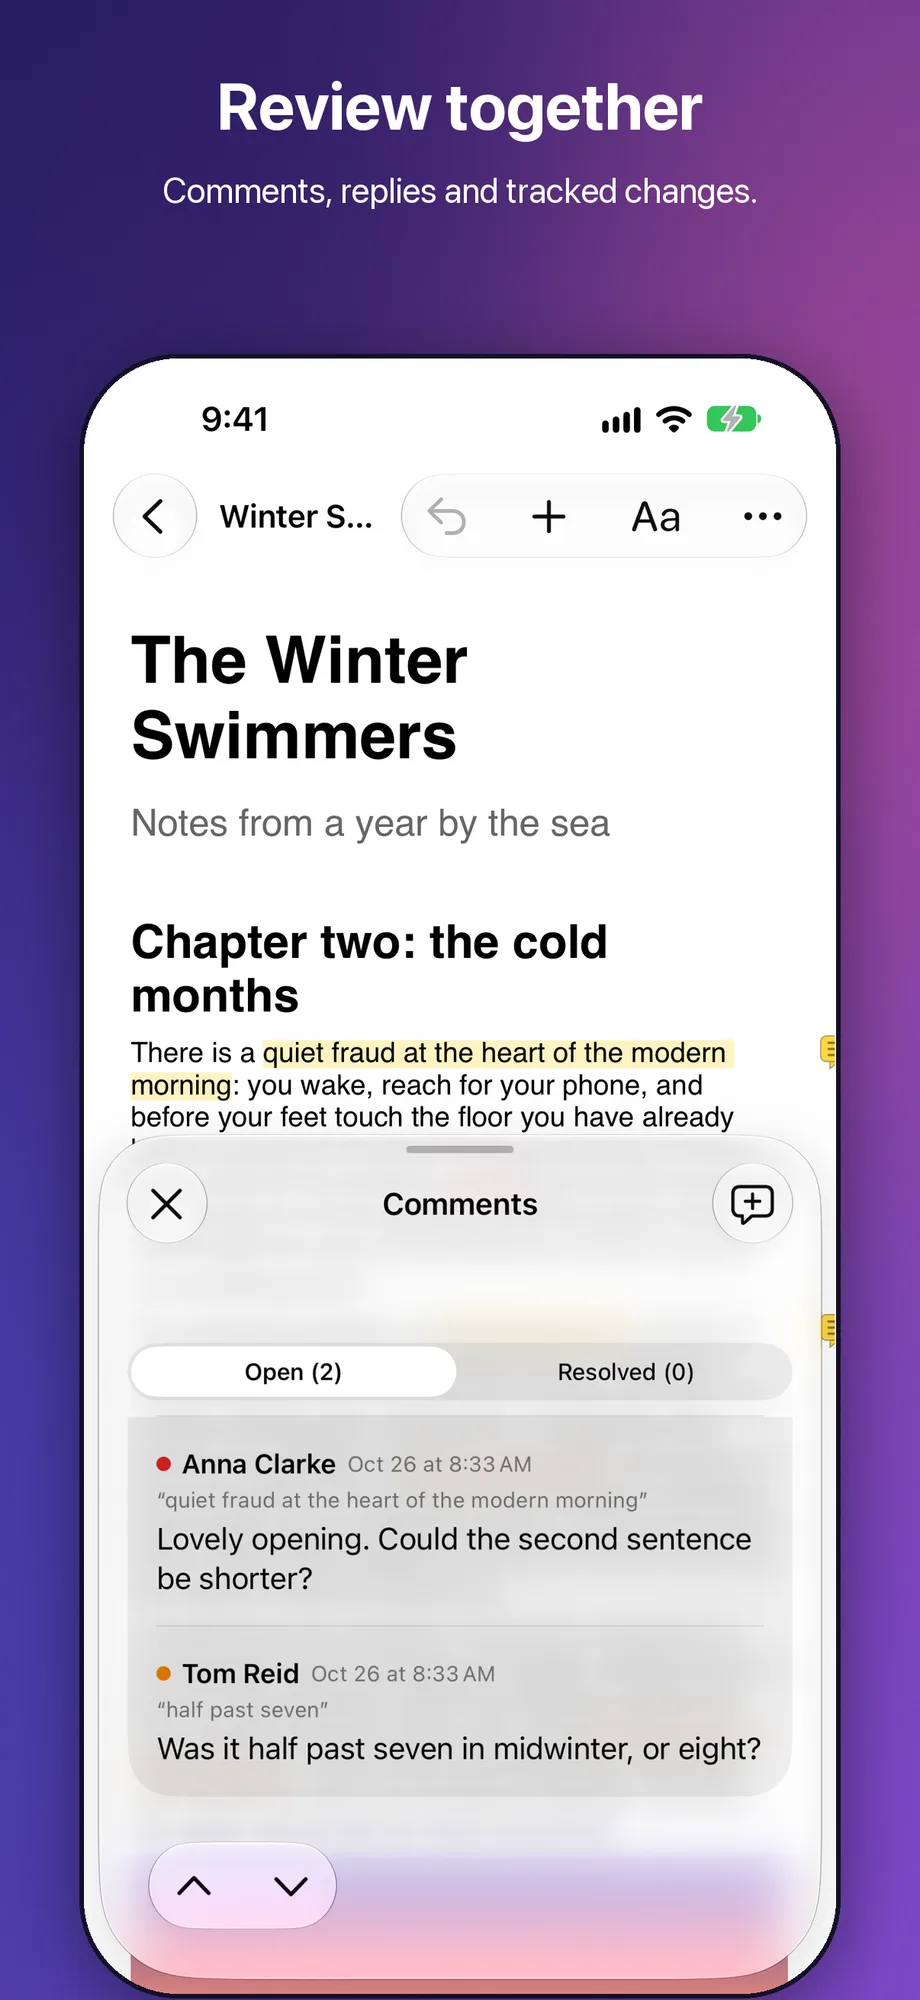 Review together
Comments, replies and tracked changes.
9:41
Winter S...
Aa
The Winter
Swimmers
Notes from a year by the sea
Chapter two: the cold
months
There is a quiet fraud at the heart of the modern
morning: you wake, reach for your phone, and
before your feet touch the floor you have already
Comments
Open (2)
Resolved (0)
Anna Clarke Oct 26 at 8:33 AM
“quiet fraud at the heart of the modern morning”
Lovely opening. Could the second sentence
be shorter?
Tom Reid Oct 26 at 8:33 AM
“half past seven”
Was it half past seven in midwinter, or eight?